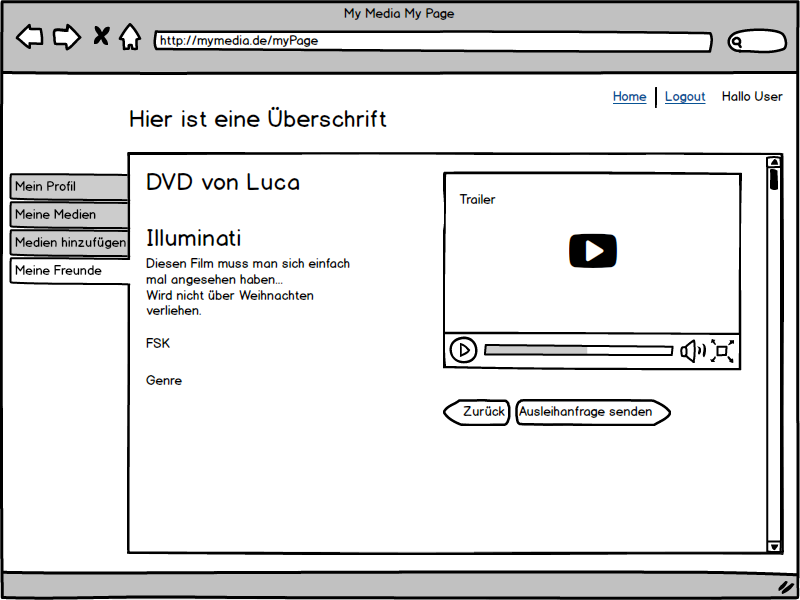 My Media My Page
http://mymedia.de/myPage
Home
Logout
Hallo User
Hier ist eine Überschrift
Mein Profil
Meine Medien
Medien hinzufügen
Meine Freunde
DVD von Luca
Illuminati
Diesen Film muss man sich einfach
mal angesehen haben...
Wird nicht über Weihnachten
verliehen.
FSK
Genre
Trailer
Zurück
Ausleihanfrage senden